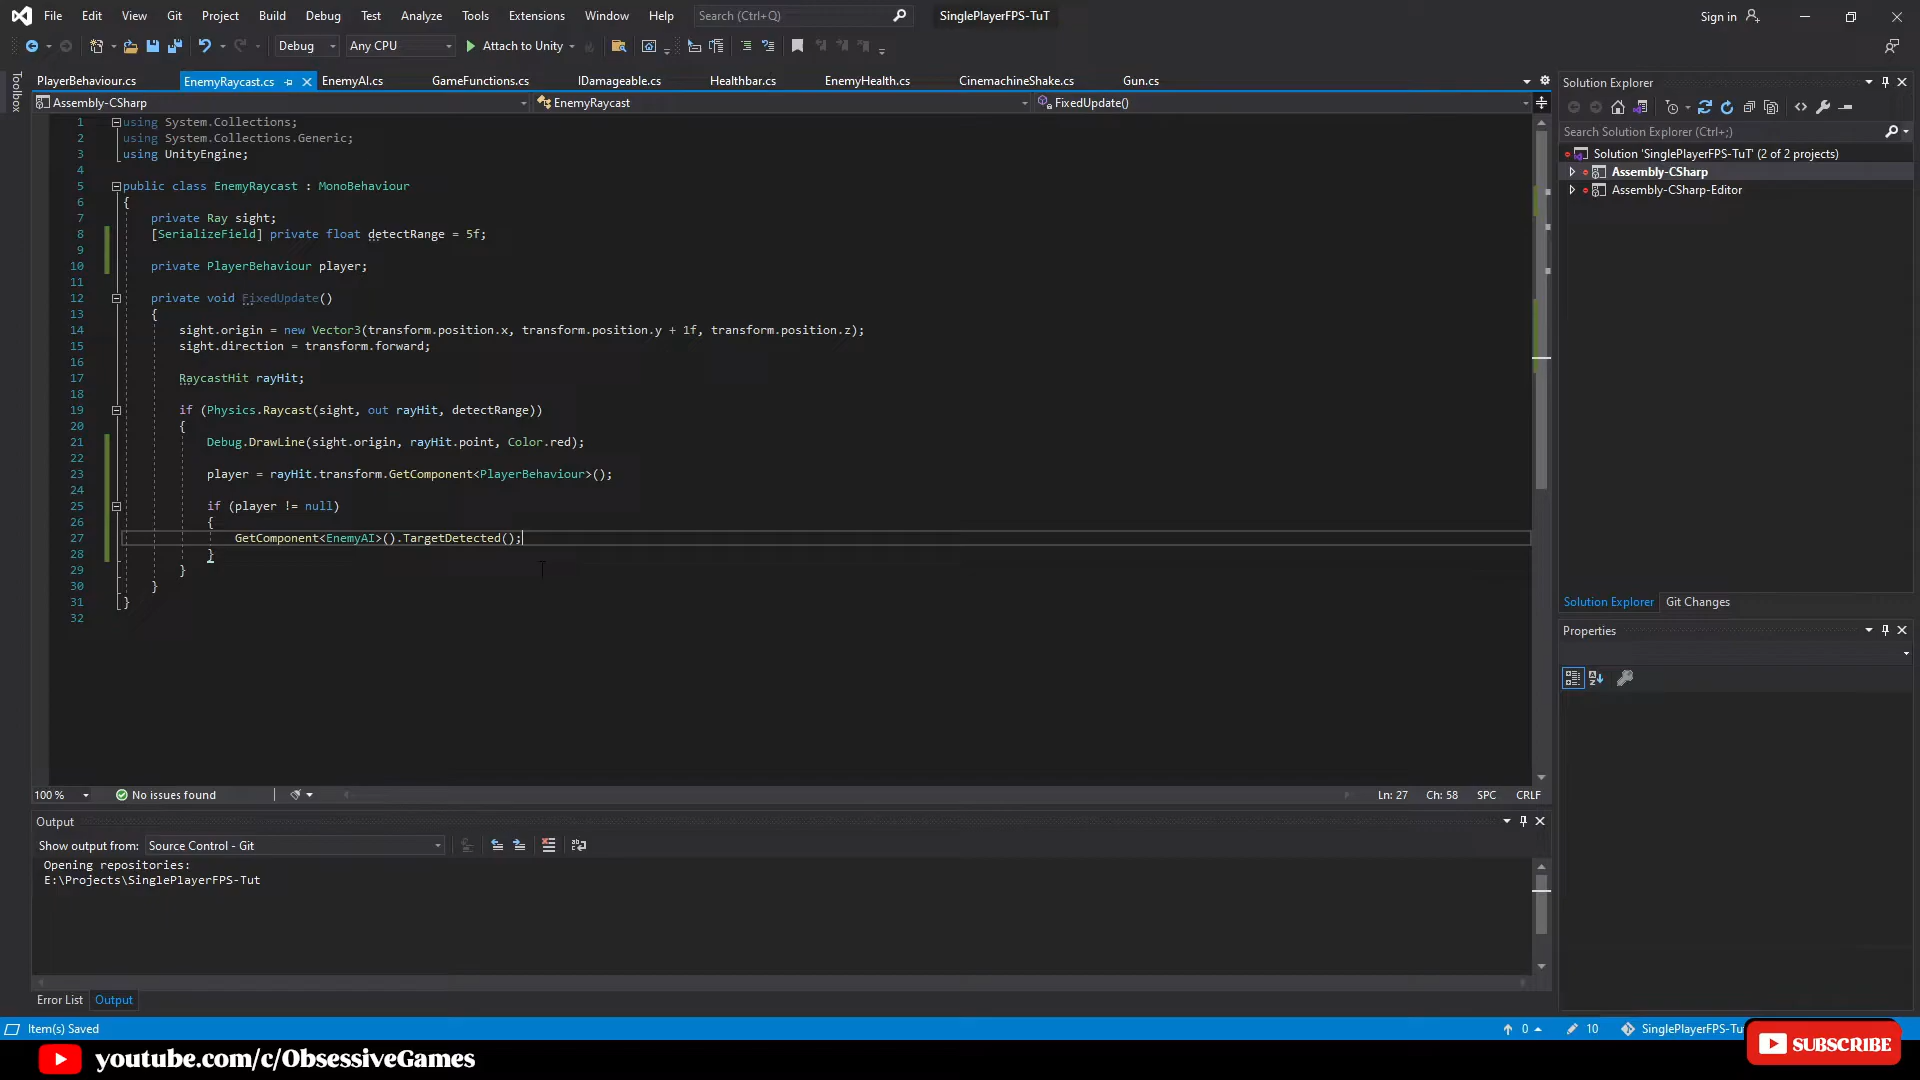 File Edit View Git Project Build Debug Test Analyze Tools Extensions Window Help Search (Ctrl+Q) SinglePlayerFPS-TuT Sign in
Debug Any CPU Attach to Unity
Toolbox
PlayerBehaviour.cs EnemyRaycast.cs EnemyAI.cs GameFunctions.cs IDamageable.cs Healthbar.cs EnemyHealth.cs CinemachineShake.cs Gun.cs
Assembly-CSharp EnemyRaycast FixedUpdate()
1 using System.Collections;
2 using System.Collections.Generic;
3 using UnityEngine;
4
5 public class EnemyRaycast : MonoBehaviour
6 {
7 private Ray sight;
8 [SerializeField] private float detectRange = 5f;
9
10 private PlayerBehaviour player;
11
12 private void FixedUpdate()
13 {
14 sight.origin = new Vector3(transform.position.x, transform.position.y + 1f, transform.position.z);
15 sight.direction = transform.forward;
16
17 RaycastHit rayHit;
18
19 if (Physics.Raycast(sight, out rayHit, detectRange))
20 {
21 Debug.DrawLine(sight.origin, rayHit.point, Color.red);
22
23 player = rayHit.transform.GetComponent<PlayerBehaviour>();
24
25 if (player != null)
26 {
27 GetComponent<EnemyAI>().TargetDetected();
28 }
29 }
30 }
31 }
32
100 % No issues found Ln: 27 Ch: 58 SPC CRLF
Output
Show output from: Source Control - Git
Opening repositories:
E:\Projects\SinglePlayerFPS-Tut
Error List Output
Solution Explorer
Search Solution Explorer (Ctrl+;)
Solution 'SinglePlayerFPS-TuT' (2 of 2 projects)
Assembly-CSharp
Assembly-CSharp-Editor
Solution Explorer Git Changes
Properties
Item(s) Saved 0 10 SinglePlayerFPS-Tu
youtube.com/c/ObsessiveGames
SUBSCRIBE